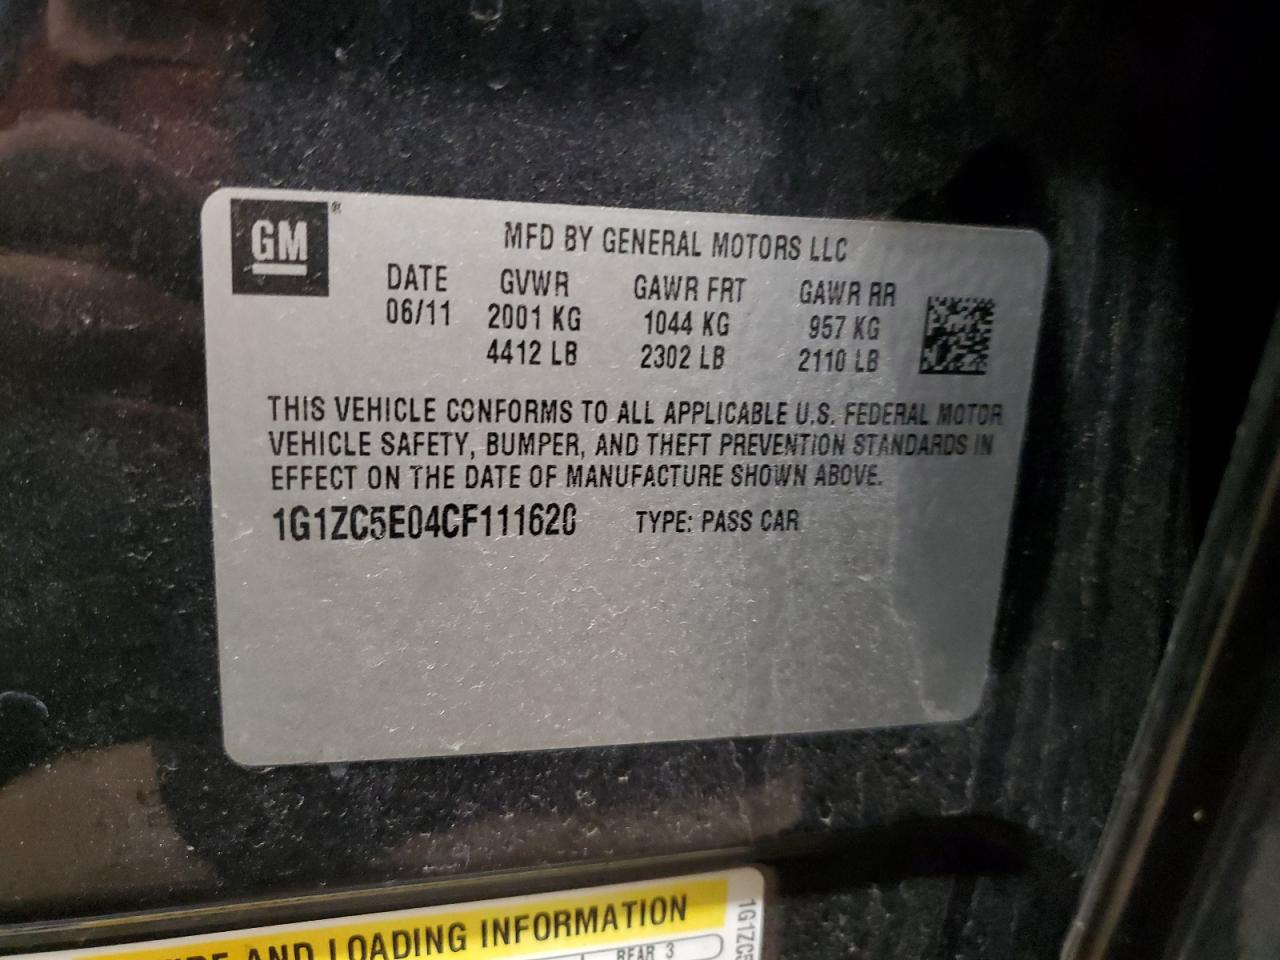 GM®
MFD BY GENERAL MOTORS LLC
DATE GVWR GAWR FRT GAWR RR
06/11 2001 KG 1044 KG 957 KG
4412 LB 2302 LB 2110 LB
THIS VEHICLE CONFORMS TO ALL APPLICABLE U.S. FEDERAL MOTOR
VEHICLE SAFETY, BUMPER, AND THEFT PREVENTION STANDARDS IN
EFFECT ON THE DATE OF MANUFACTURE SHOWN ABOVE.
1G1ZC5E04CF111620 TYPE: PASS CAR
AND LOADING INFORMATION
REAR 3
1G1ZC5